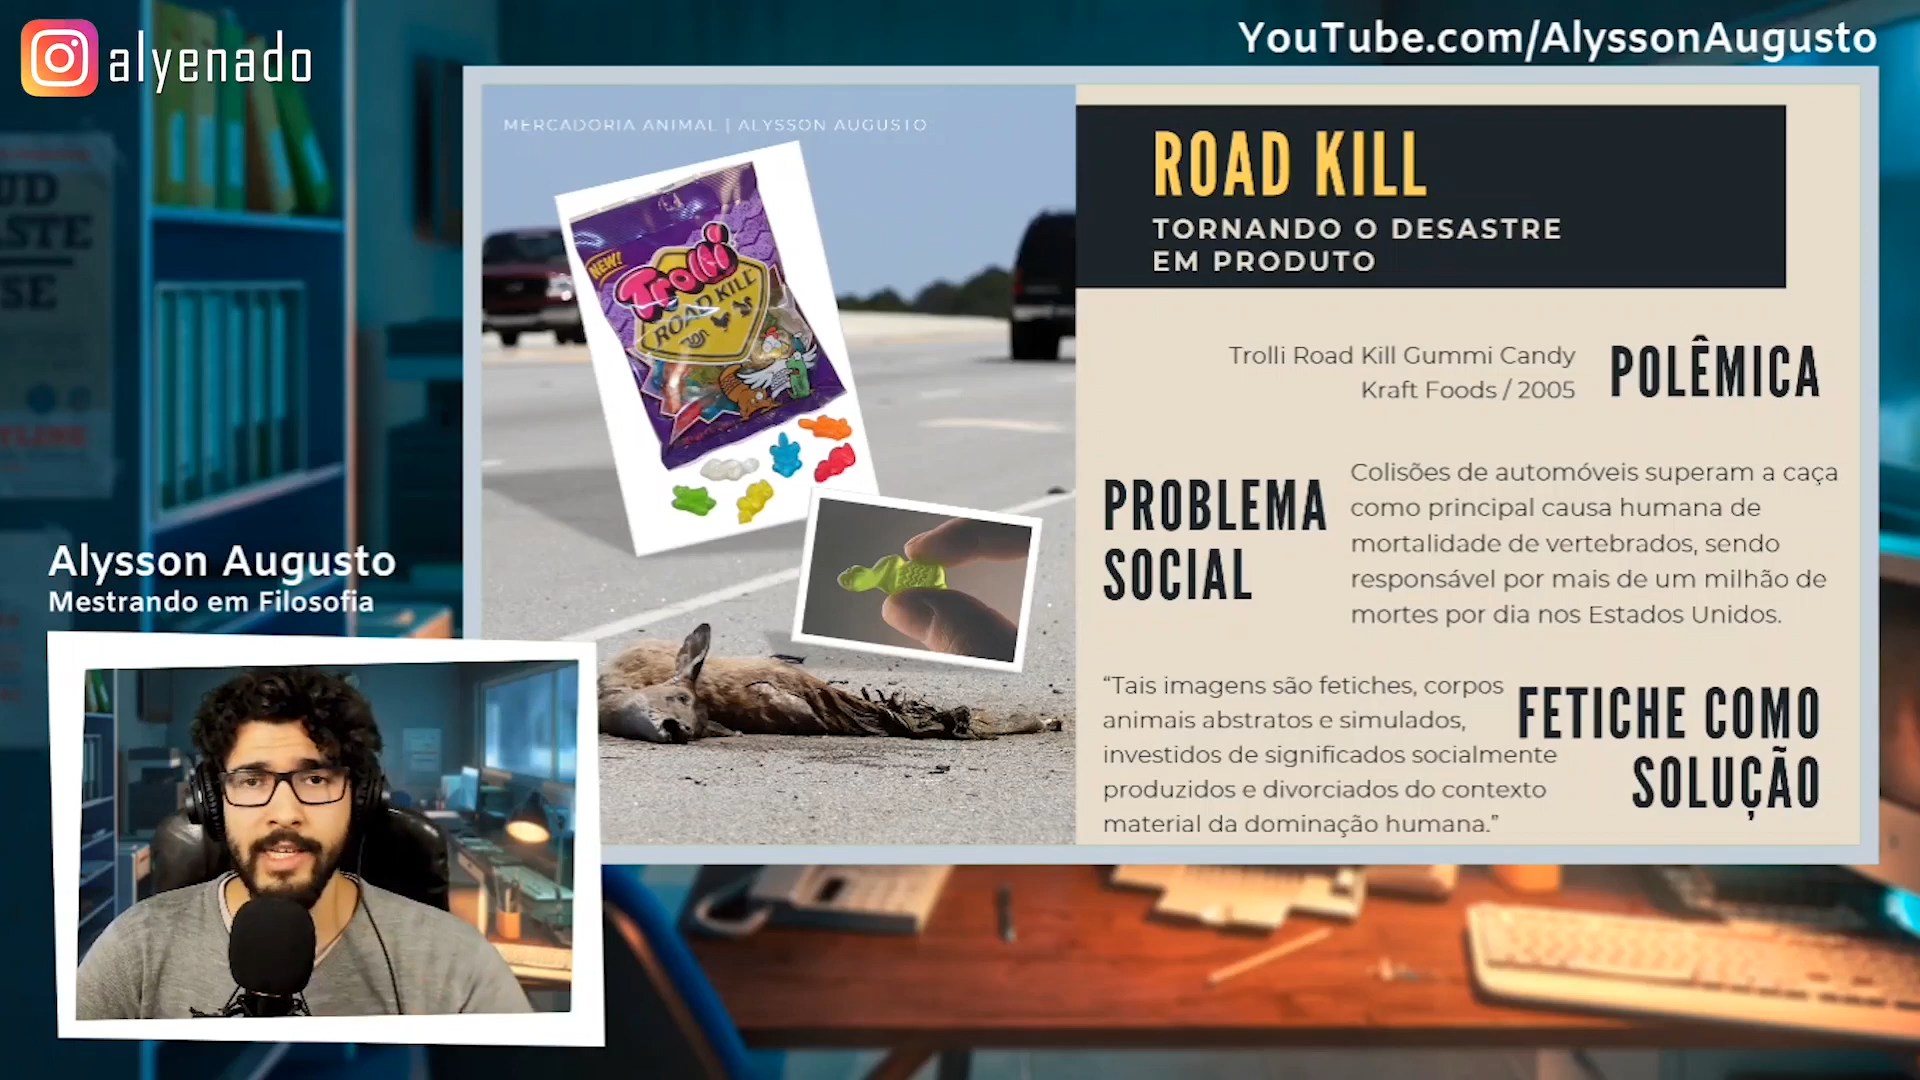 alyenado
YouTube.com/AlyssonAugusto
MERCADORIA ANIMAL | ALYSSON AUGUSTO
NEW!
Trolli
ROAD KILL
ROAD KILL
TORNANDO O DESASTRE
EM PRODUTO
Trolli Road Kill Gummi Candy
Kraft Foods / 2005
POLÊMICA
PROBLEMA
SOCIAL
Colisões de automóveis superam a caça
como principal causa humana de
mortalidade de vertebrados, sendo
responsável por mais de um milhão de
mortes por dia nos Estados Unidos.
“Tais imagens são fetiches, corpos
animais abstratos e simulados,
investidos de significados socialmente
produzidos e divorciados do contexto
material da dominação humana.”
FETICHE COMO
SOLUÇÃO
Alysson Augusto
Mestrando em Filosofia